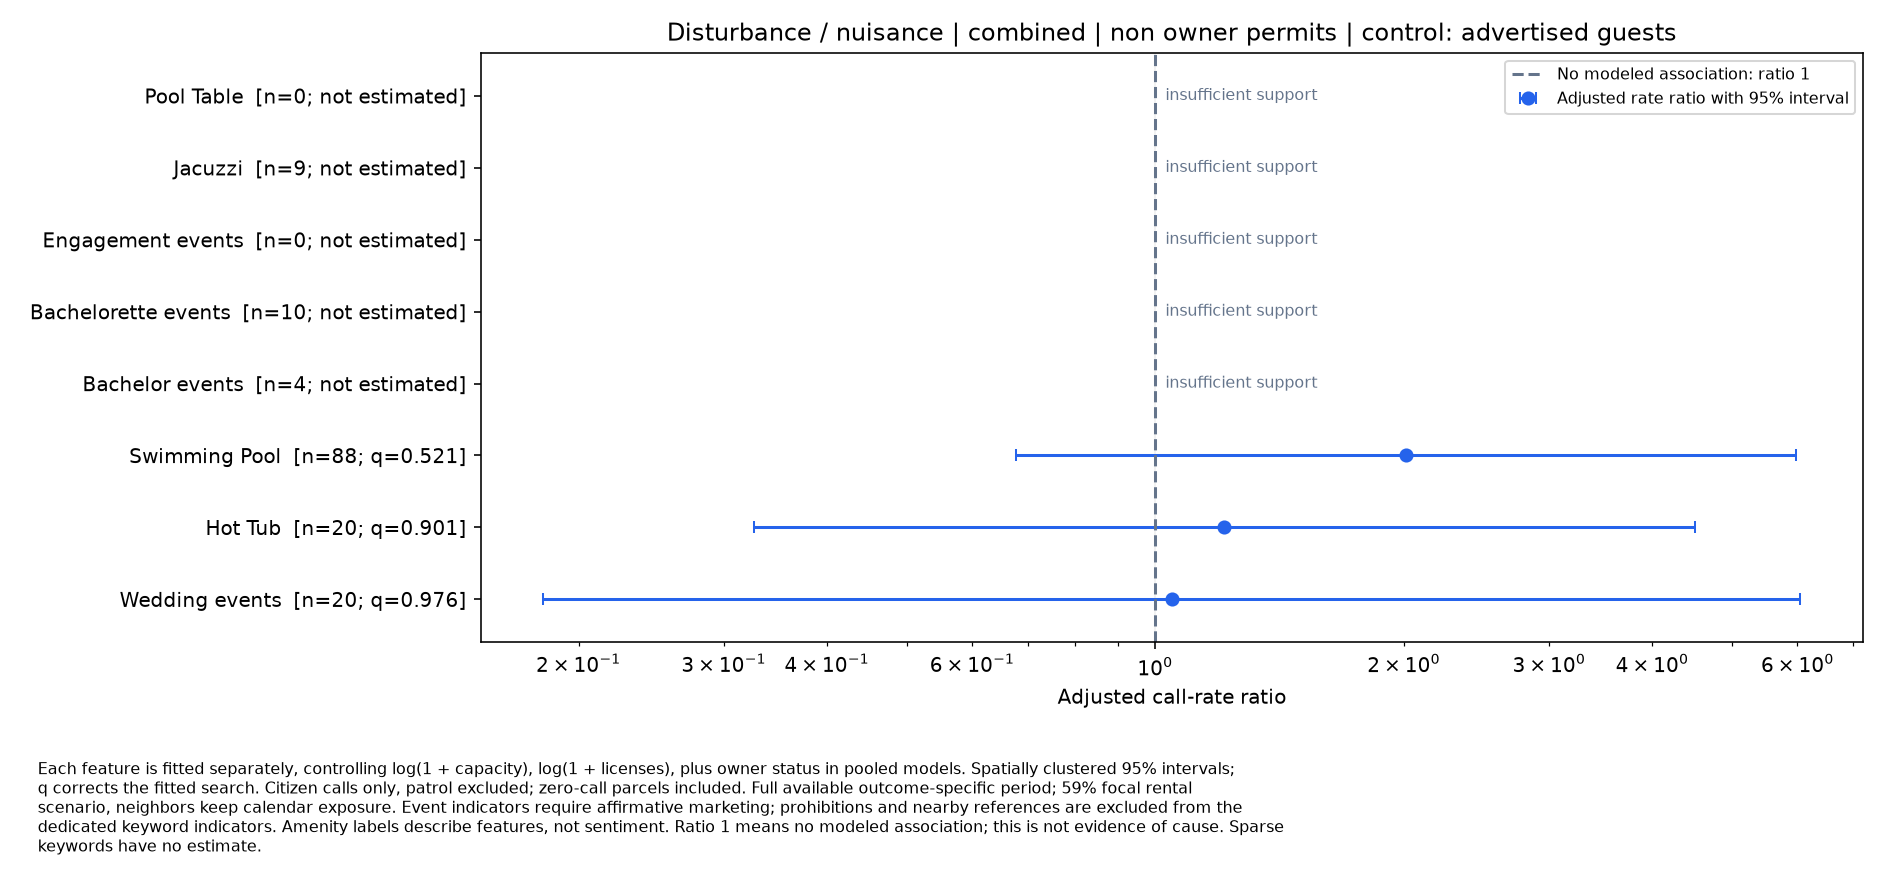 Disturbance / nuisance | combined | non owner permits | control: advertised guests
No modeled association: ratio 1
Adjusted rate ratio with 95% interval
Pool Table [n=0; not estimated]
insufficient support
Jacuzzi [n=9; not estimated]
insufficient support
Engagement events [n=0; not estimated]
insufficient support
Bachelorette events [n=10; not estimated]
insufficient support
Bachelor events [n=4; not estimated]
insufficient support
Swimming Pool [n=88; q=0.521]
Hot Tub [n=20; q=0.901]
Wedding events [n=20; q=0.976]
2 × 10⁻¹ 3 × 10⁻¹ 4 × 10⁻¹ 6 × 10⁻¹ 10⁰ 2 × 10⁰ 3 × 10⁰ 4 × 10⁰ 6 × 10⁰
Adjusted call-rate ratio
Each feature is fitted separately, controlling log(1 + capacity), log(1 + licenses), plus owner status in pooled models. Spatially clustered 95% intervals;
q corrects the fitted search. Citizen calls only, patrol excluded; zero-call parcels included. Full available outcome-specific period; 59% focal rental
scenario, neighbors keep calendar exposure. Event indicators require affirmative marketing; prohibitions and nearby references are excluded from the
dedicated keyword indicators. Amenity labels describe features, not sentiment. Ratio 1 means no modeled association; this is not evidence of cause. Sparse
keywords have no estimate.